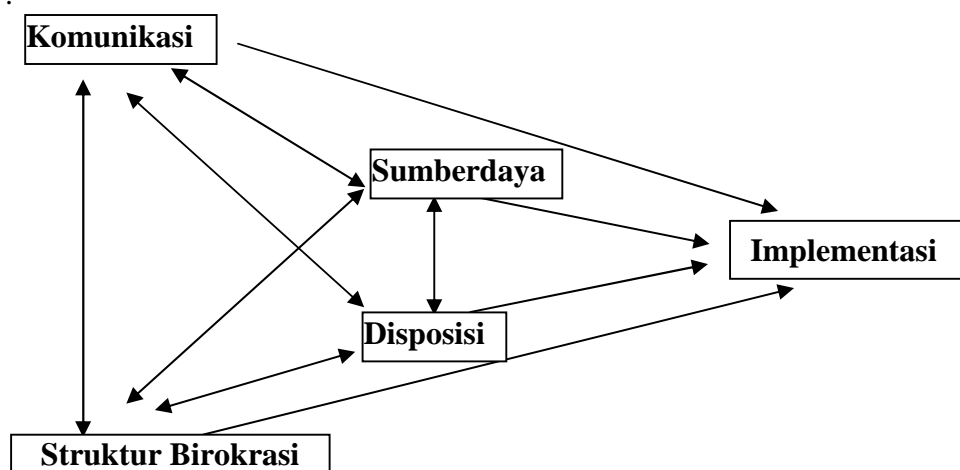 .
Komunikasi
Sumberdaya
Implementasi
Disposisi
Struktur Birokrasi